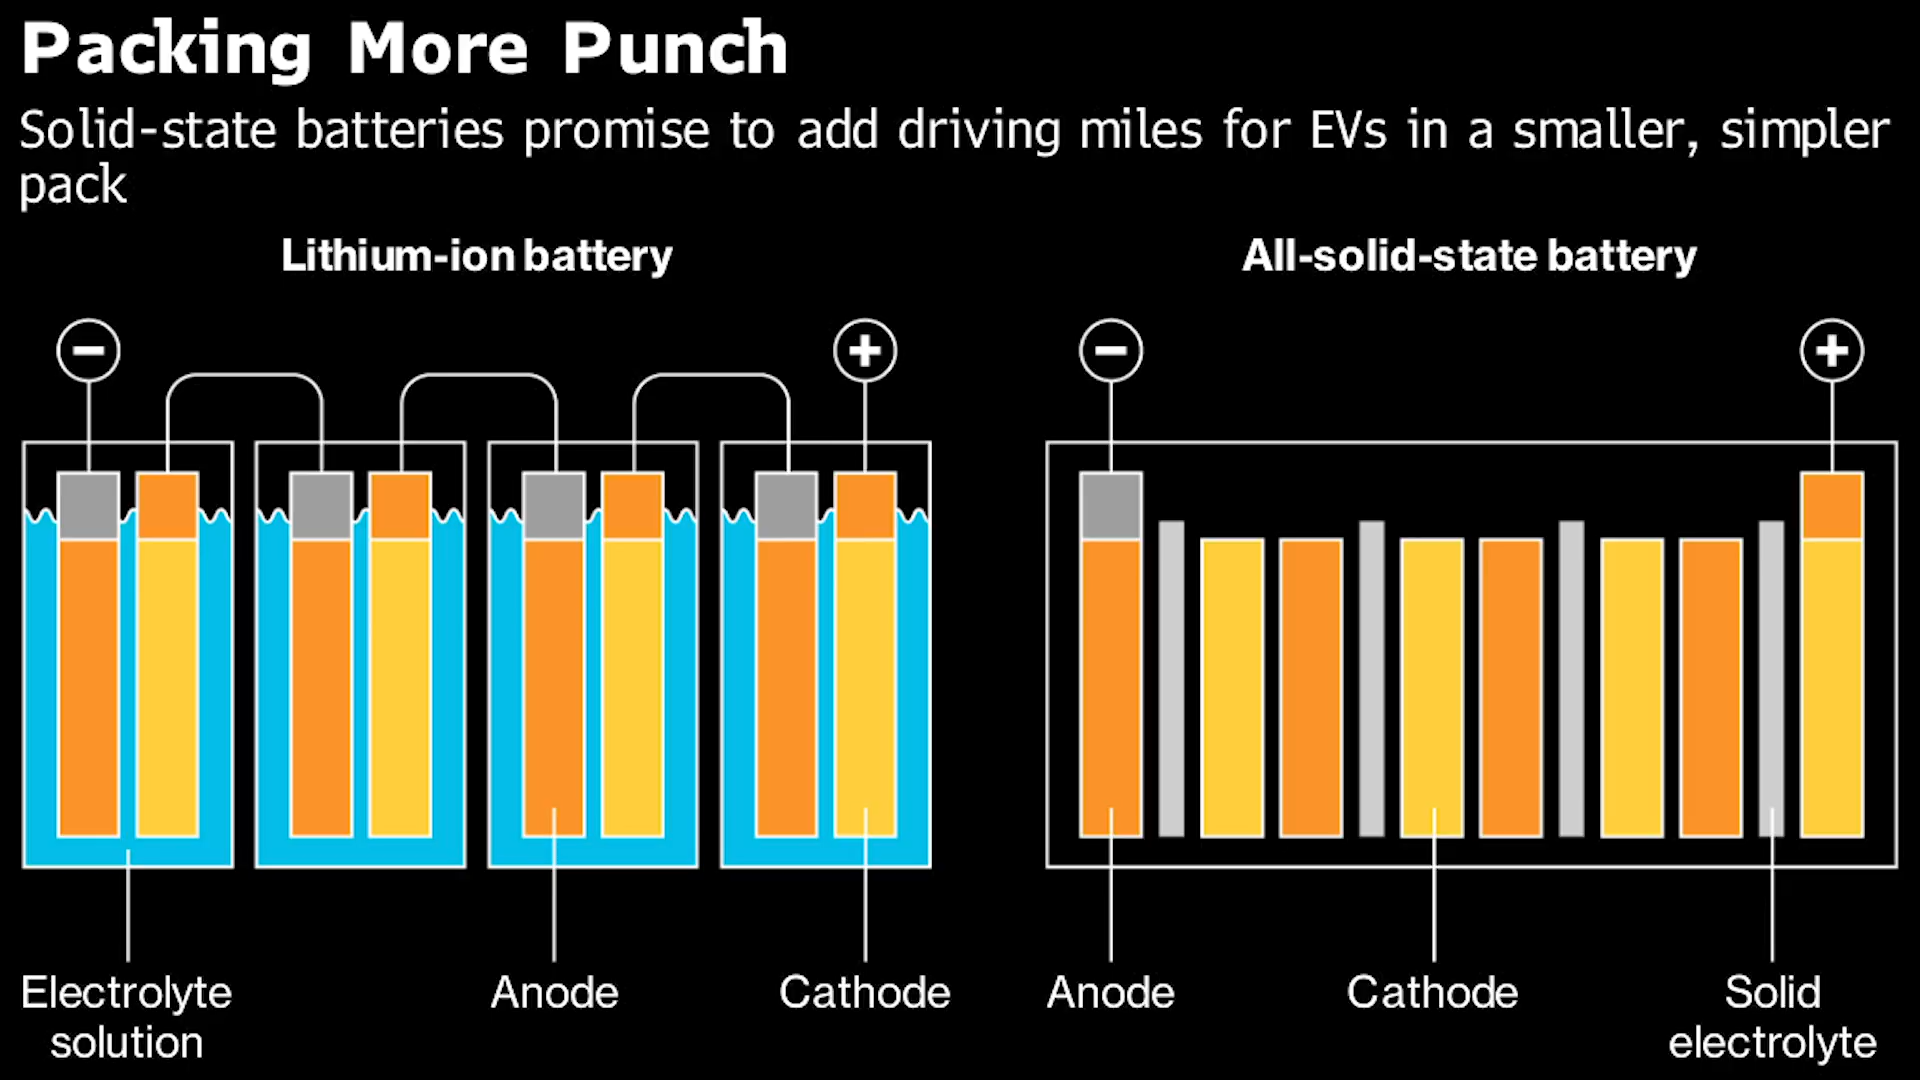 Packing More Punch
Solid-state batteries promise to add driving miles for EVs in a smaller, simpler
pack
Lithium-ion battery
All-solid-state battery
−
+
−
+
Electrolyte
solution
Anode
Cathode
Anode
Cathode
Solid
electrolyte